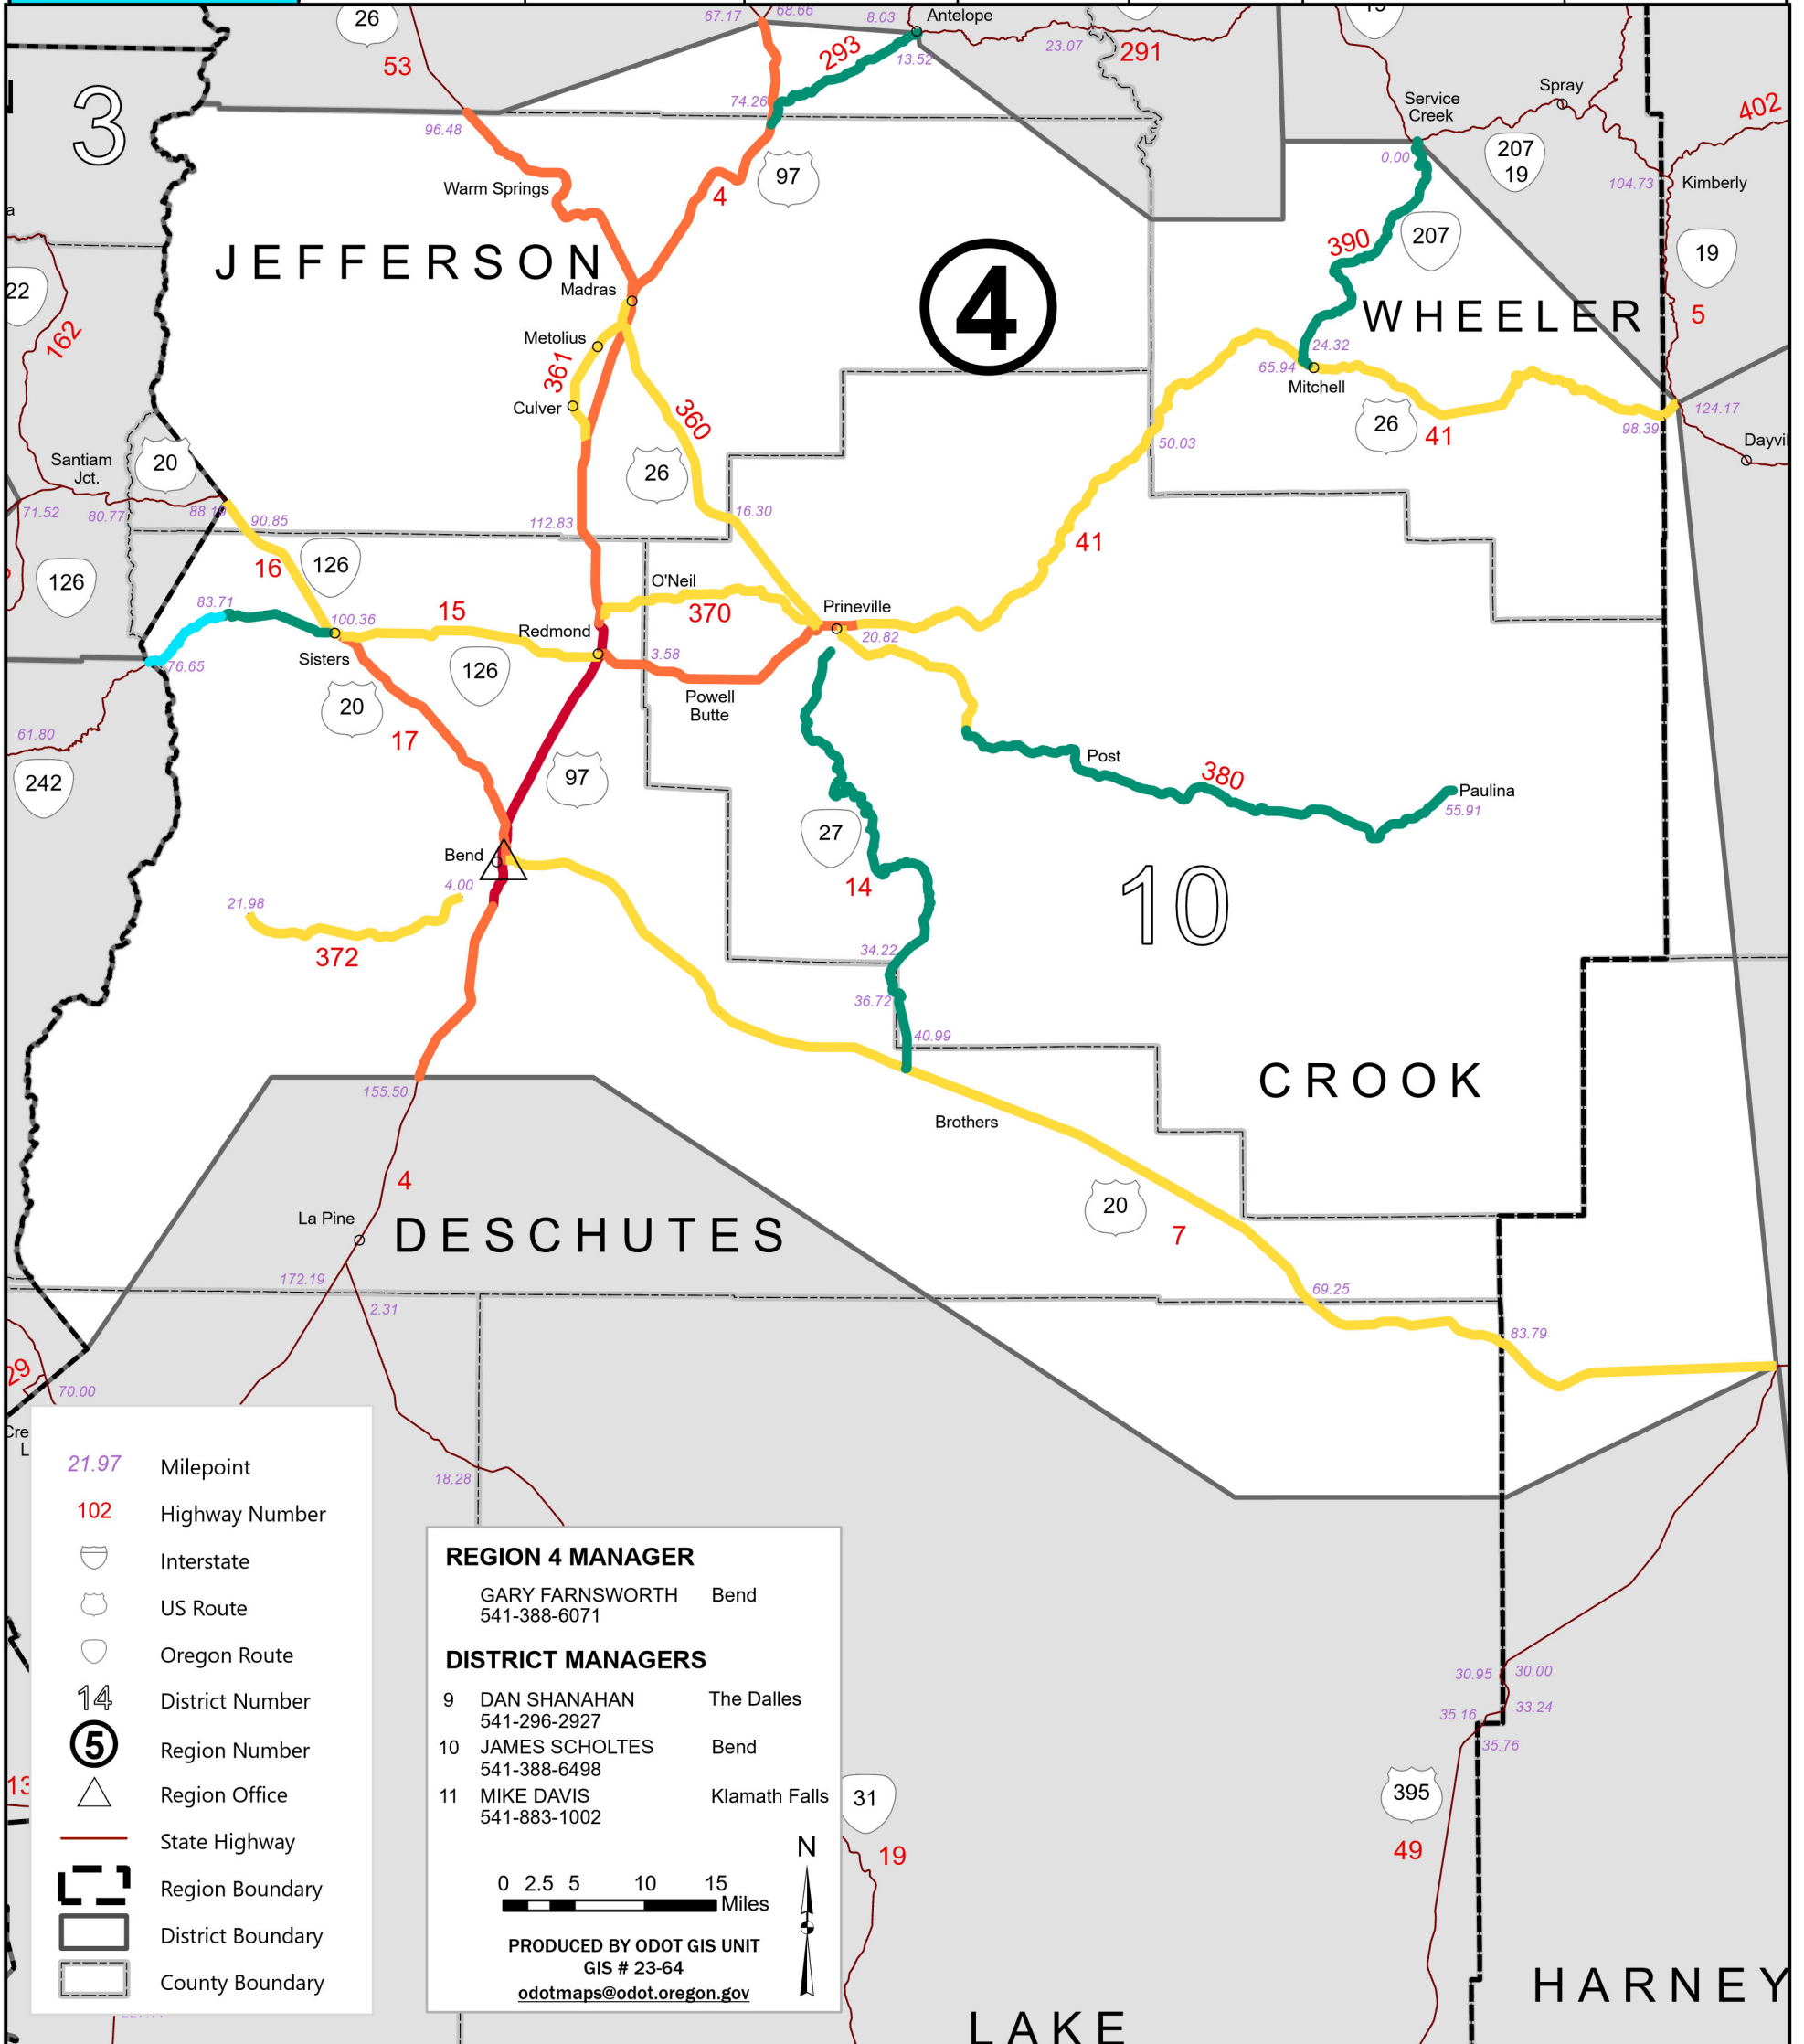 26
67.17
68.66
8.03
Antelope
19
53
293
23.07
291
13.52
3
74.26
Spray
Service
Creek
402
96.48
0.00
207
19
97
Warm Springs
4
104.73
Kimberly
390
207
19
JEFFERSON
22
Madras
4
WHEELER
5
162
Metolius
361
24.32
65.94
Mitchell
Culver
360
124.17
26
41
98.39
50.03
Dayvil
Santiam
Jct.
20
26
71.52
80.77
88.19
90.85
112.83
16.30
41
16
126
126
O'Neil
83.71
15
370
Prineville
100.36
Redmond
20.82
Sisters
3.58
76.65
126
Powell
Butte
20
61.80
17
Post
242
97
380
Paulina
55.91
27
Bend
14
4.00
21.98
10
372
34.22
36.72
40.99
CROOK
155.50
Brothers
4
La Pine
DESCHUTES
20
7
172.19
2.31
69.25
83.79
29
70.00
Cre
L
18.28
21.97 Milepoint
102 Highway Number
Interstate
US Route
Oregon Route
14 District Number
5 Region Number
Region Office
State Highway
Region Boundary
District Boundary
County Boundary
13
REGION 4 MANAGER
GARY FARNSWORTH Bend
541-388-6071
DISTRICT MANAGERS
9 DAN SHANAHAN The Dalles
541-296-2927
10 JAMES SCHOLTES Bend
541-388-6498
11 MIKE DAVIS Klamath Falls
541-883-1002
N
0 2.5 5 10 15
Miles
PRODUCED BY ODOT GIS UNIT
GIS # 23-64
odotmaps@odot.oregon.gov
31
19
30.95
30.00
33.24
35.16
35.76
395
49
HARNEY
LAKE